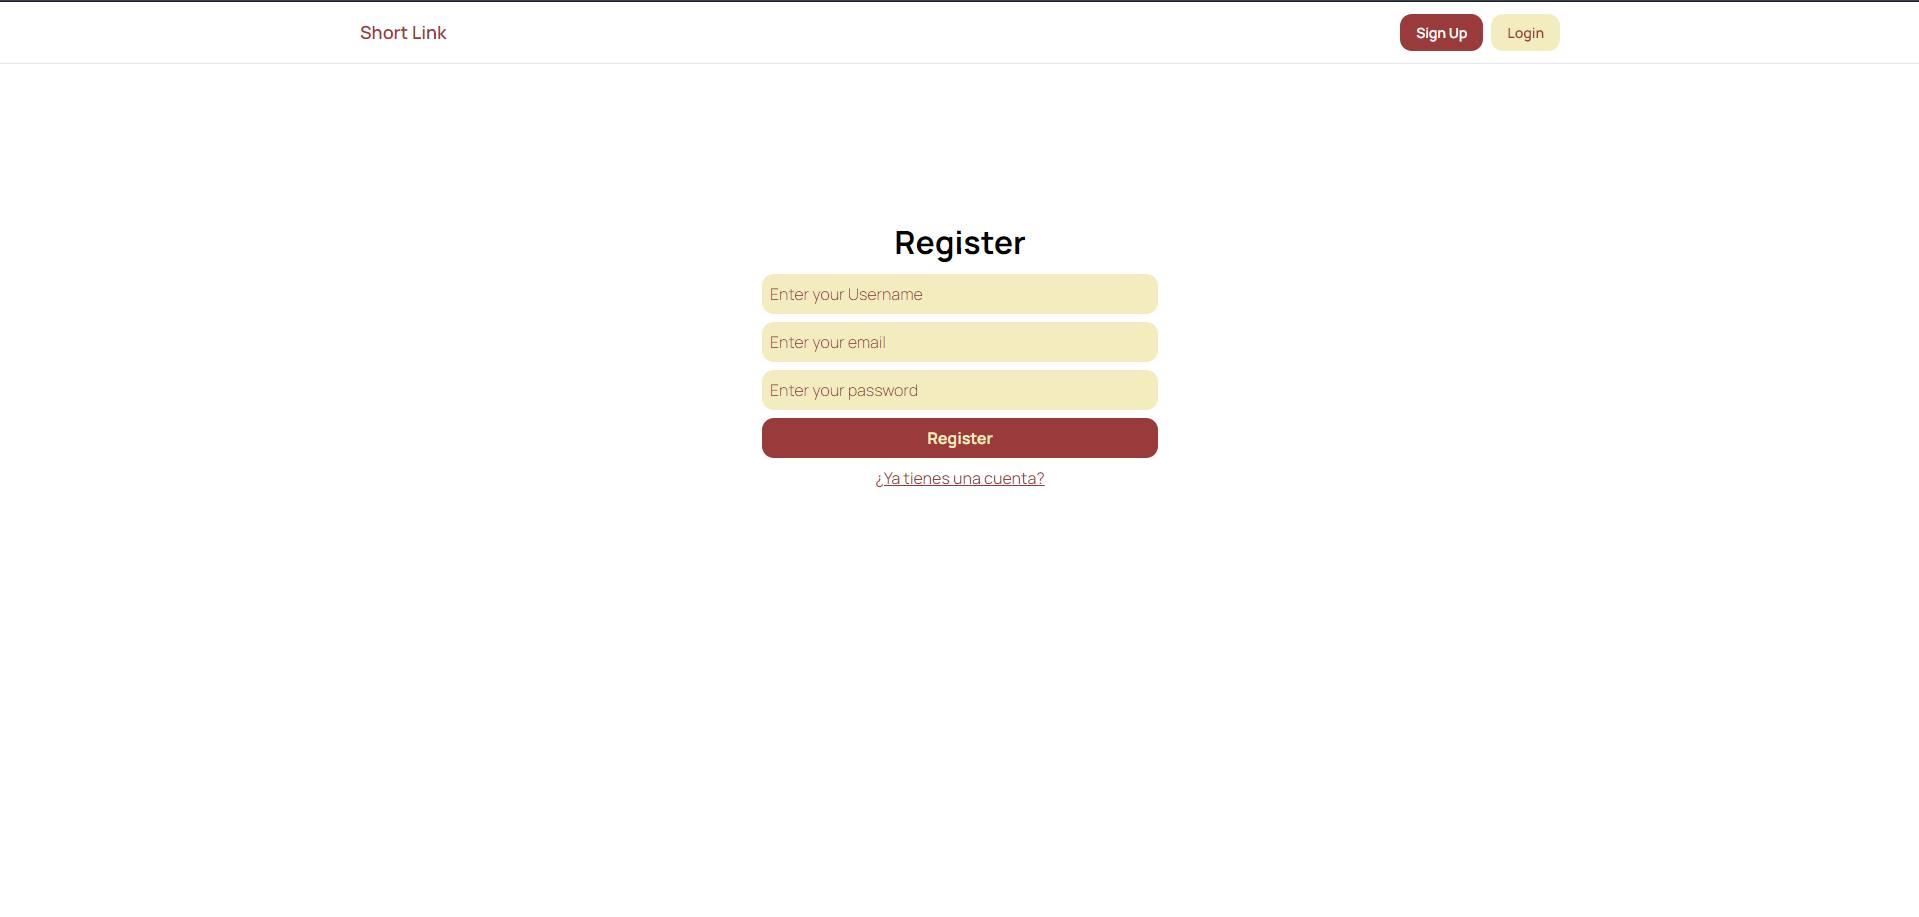 Short Link
Sign Up
Login
Register
Enter your Username
Enter your email
Enter your password
Register
¿Ya tienes una cuenta?